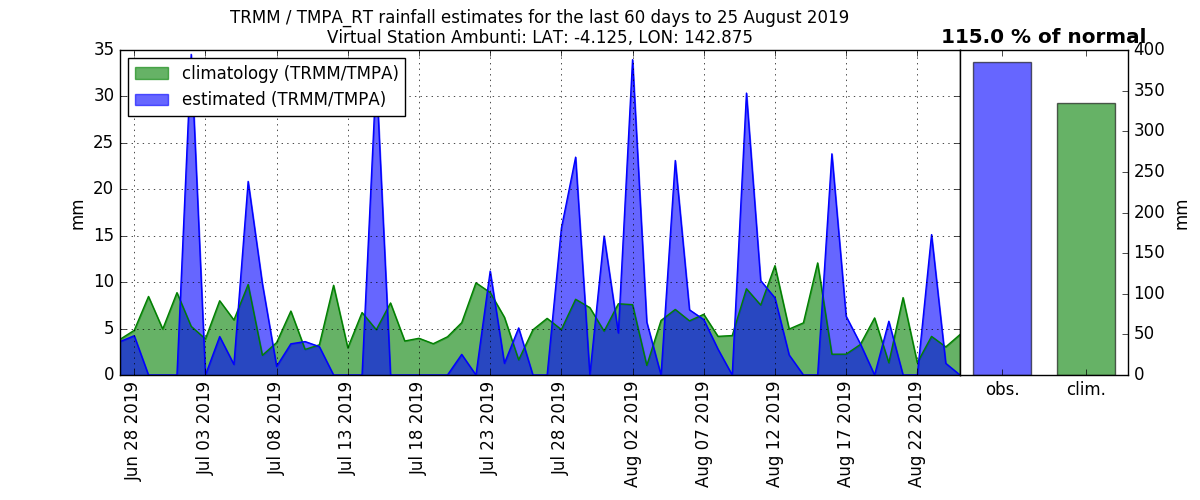 TRMM / TMPA_RT rainfall estimates for the last 60 days to 25 August 2019
Virtual Station Ambunti: LAT: -4.125, LON: 142.875
115.0 % of normal
climatology (TRMM/TMPA)
estimated (TRMM/TMPA)
mm
35
30
25
20
15
10
5
0
Jun 28 2019
Jul 03 2019
Jul 08 2019
Jul 13 2019
Jul 18 2019
Jul 23 2019
Jul 28 2019
Aug 02 2019
Aug 07 2019
Aug 12 2019
Aug 17 2019
Aug 22 2019
obs.
clim.
400
350
300
250
200
150
100
50
0
mm